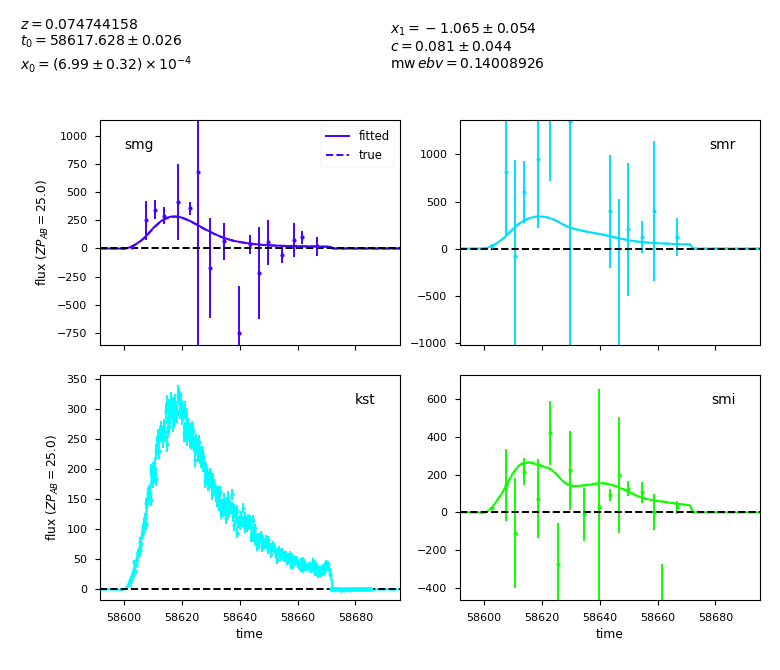 z = 0.074744158
t₀ = 58617.628 ± 0.026
x₀ = (6.99 ± 0.32) × 10⁻⁴
x₁ = −1.065 ± 0.054
c = 0.081 ± 0.044
mw ebv = 0.14008926
smg
fitted
true
1000
750
500
250
0
−250
−500
−750
flux (ZP_AB = 25.0)
smr
1000
500
0
−500
−1000
kst
350
300
250
200
150
100
50
0
flux (ZP_AB = 25.0)
58600 58620 58640 58660 58680
time
smi
600
400
200
0
−200
−400
58600 58620 58640 58660 58680
time